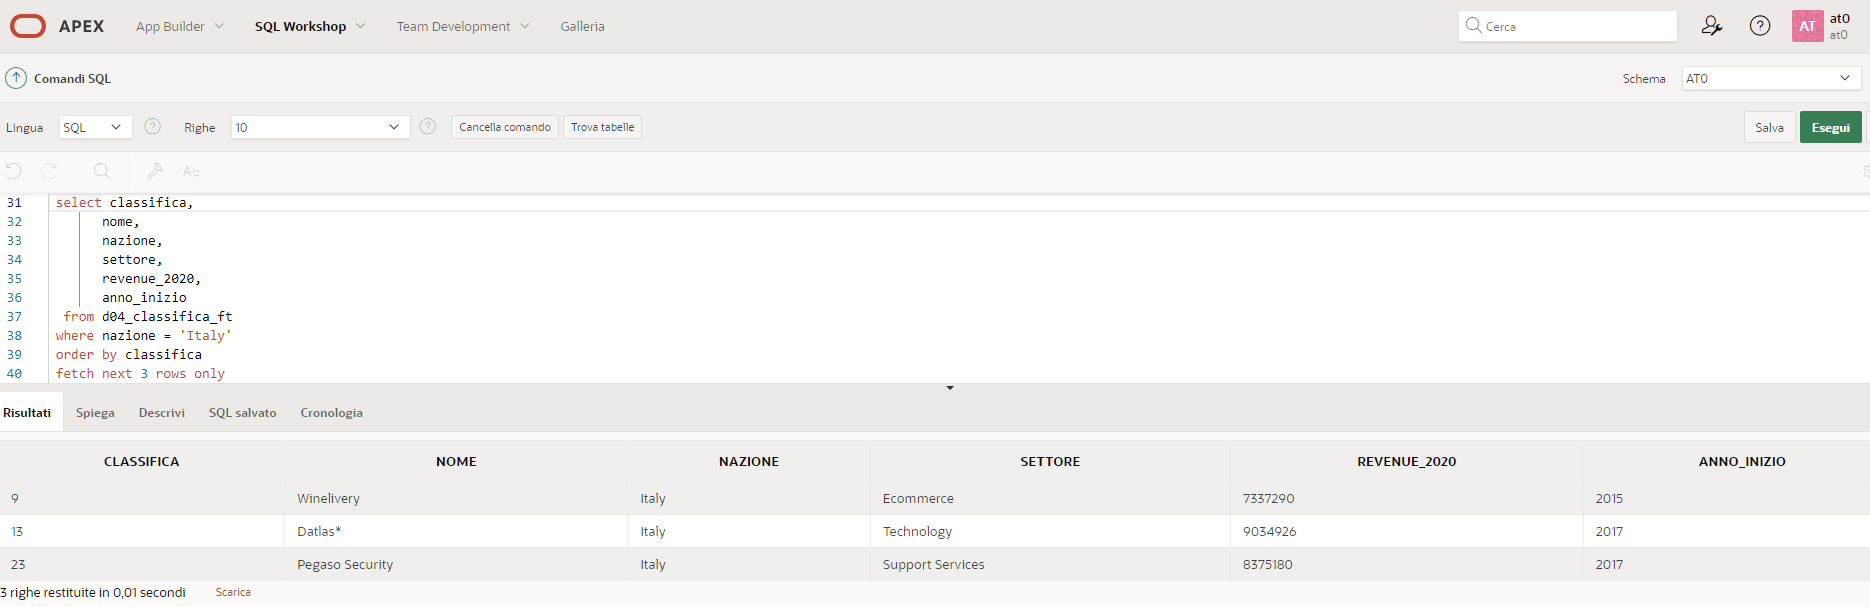 APEX App Builder SQL Workshop Team Development Galleria Cerca AT at0
at0
Comandi SQL Schema AT0
Lingua SQL Righe 10 Cancella comando Trova tabelle Salva Esegui
31 select classifica,
32 nome,
33 nazione,
34 settore,
35 revenue_2020,
36 anno_inizio
37 from d04_classifica_ft
38 where nazione = 'Italy'
39 order by classifica
40 fetch next 3 rows only
Risultati Spiega Descrivi SQL salvato Cronologia
CLASSIFICA NOME NAZIONE SETTORE REVENUE_2020 ANNO_INIZIO
9 Winelivery Italy Ecommerce 7337290 2015
13 Datlas* Italy Technology 9034926 2017
23 Pegaso Security Italy Support Services 8375180 2017
3 righe restituite in 0,01 secondi Scarica